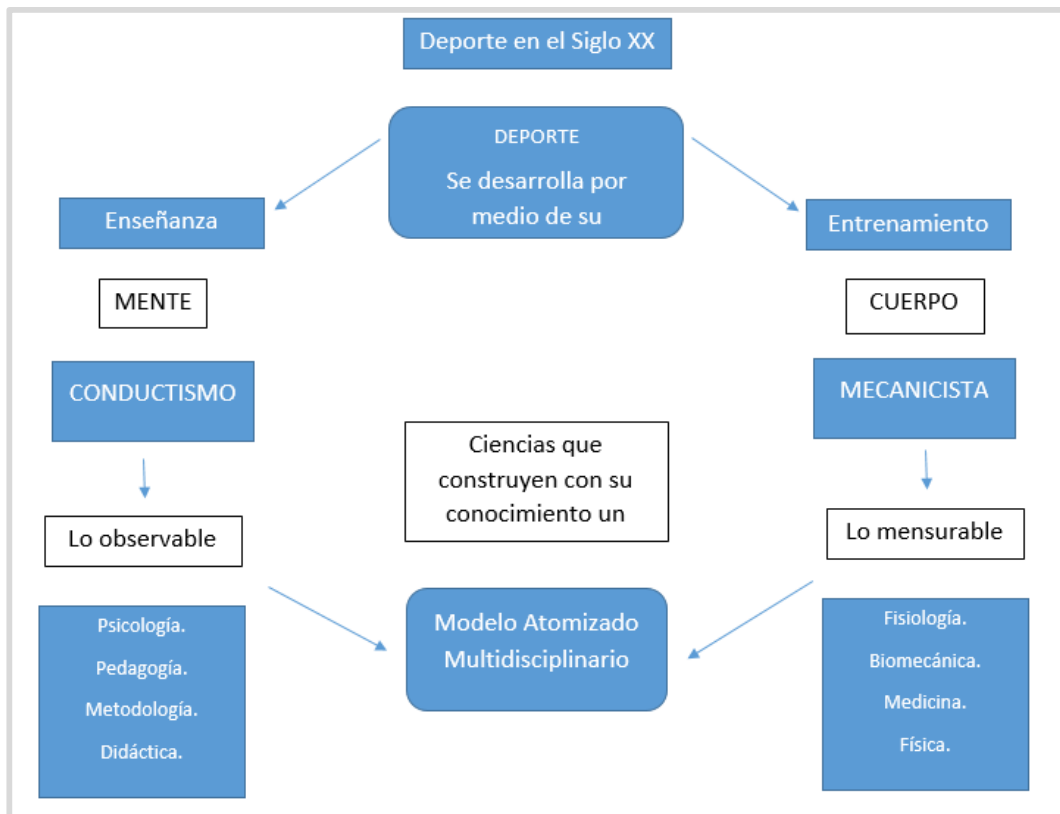 Deporte en el Siglo XX
DEPORTE
Se desarrolla por
medio de su
Enseñanza
Entrenamiento
MENTE
CUERPO
CONDUCTISMO
MECANICISTA
Ciencias que
construyen con su
conocimiento un
Lo observable
Lo mensurable
Modelo Atomizado
Multidisciplinario
Psicología.
Pedagogía.
Metodología.
Didáctica.
Fisiología.
Biomecánica.
Medicina.
Física.